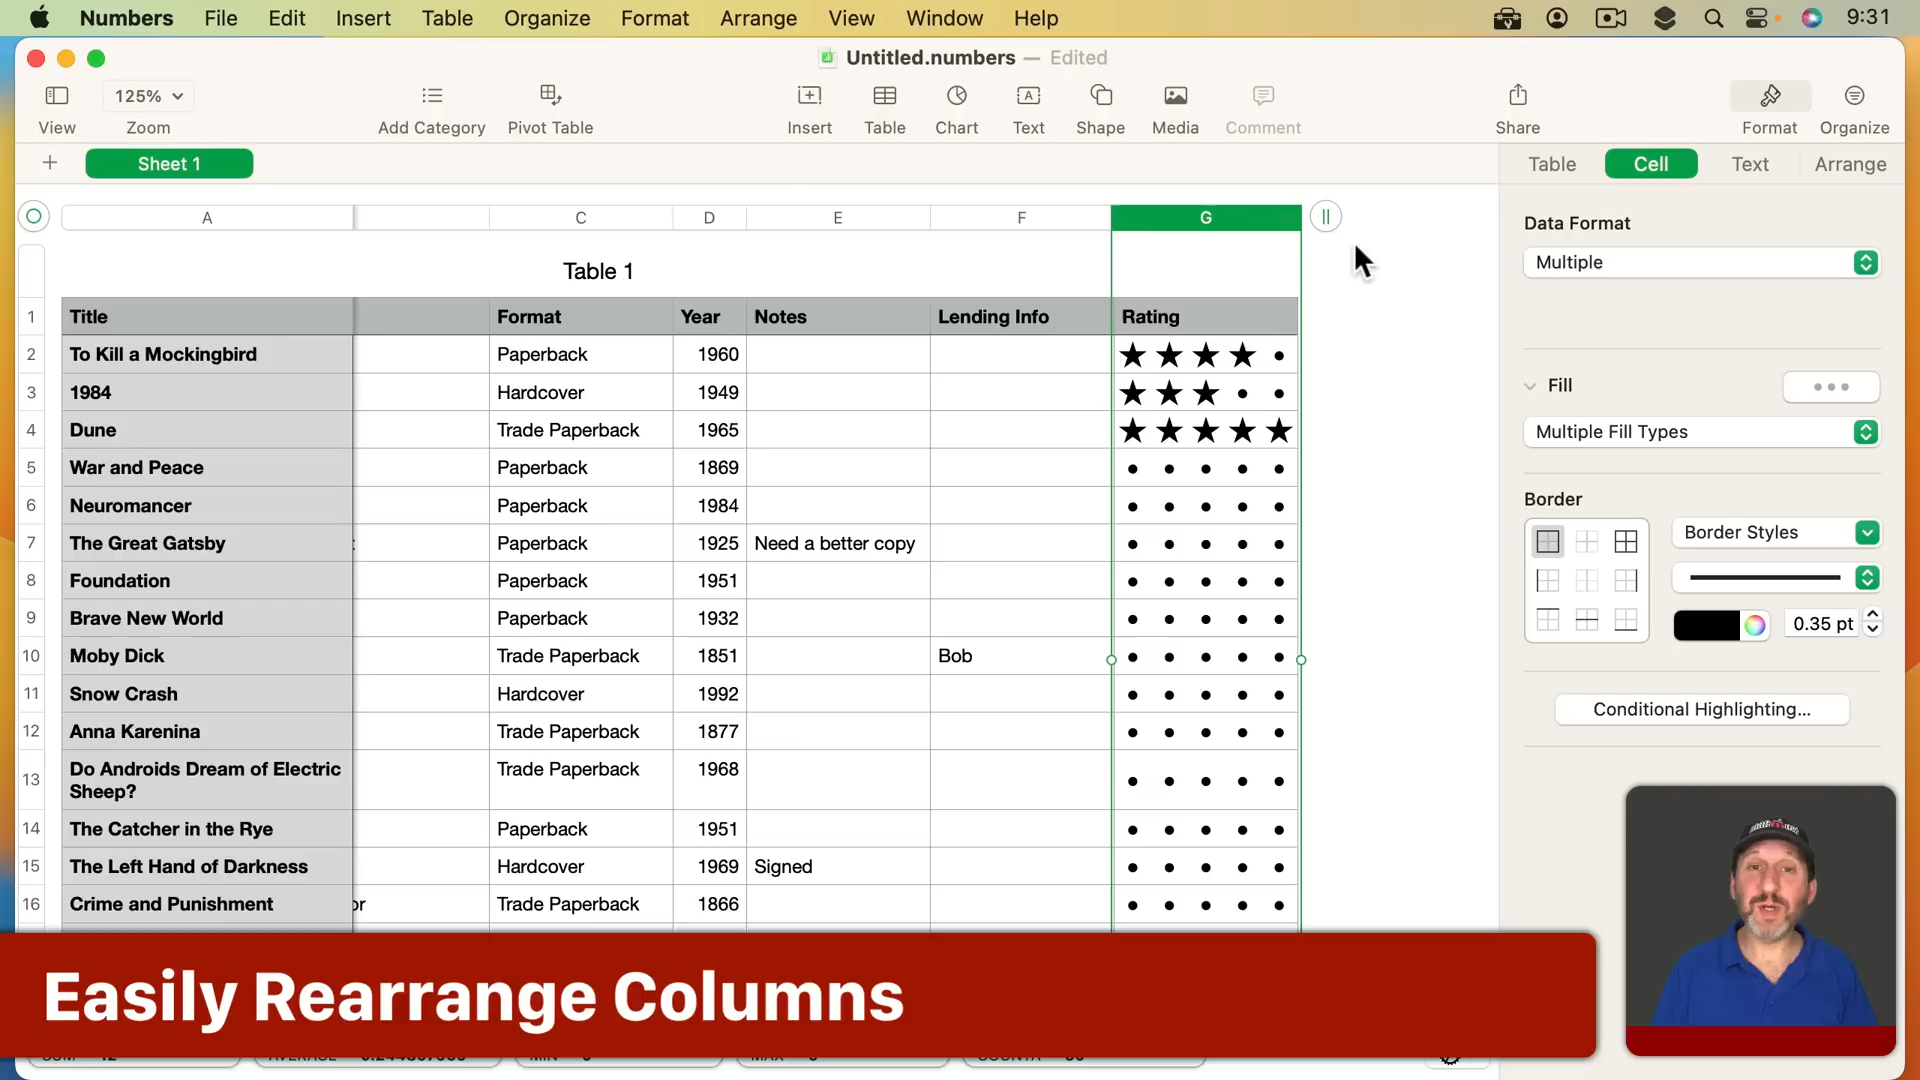 Numbers File Edit Insert Table Organize Format Arrange View Window Help 9:31
Untitled.numbers — Edited
125%
View Zoom Add Category Pivot Table Insert Table Chart Text Shape Media Comment Share Format Organize
Sheet 1
Table Cell Text Arrange
A C D E F G
Table 1
1 Title Format Year Notes Lending Info Rating
2 To Kill a Mockingbird Paperback 1960 ★ ★ ★ ★ •
3 1984 Hardcover 1949 ★ ★ ★ • •
4 Dune Trade Paperback 1965 ★ ★ ★ ★ ★
5 War and Peace Paperback 1869 • • • • •
6 Neuromancer Paperback 1984 • • • • •
7 The Great Gatsby Paperback 1925 Need a better copy • • • • •
8 Foundation Paperback 1951 • • • • •
9 Brave New World Paperback 1932 • • • • •
10 Moby Dick Trade Paperback 1851 Bob • • • • •
11 Snow Crash Hardcover 1992 • • • • •
12 Anna Karenina Trade Paperback 1877 • • • • •
13 Do Androids Dream of Electric Sheep? Trade Paperback 1968 • • • • •
14 The Catcher in the Rye Paperback 1951 • • • • •
15 The Left Hand of Darkness Hardcover 1969 Signed • • • • •
16 Crime and Punishment or Trade Paperback 1866 • • • • •
Data Format
Multiple
Fill
Multiple Fill Types
Border
Border Styles
0.35 pt
Conditional Highlighting...
Easily Rearrange Columns